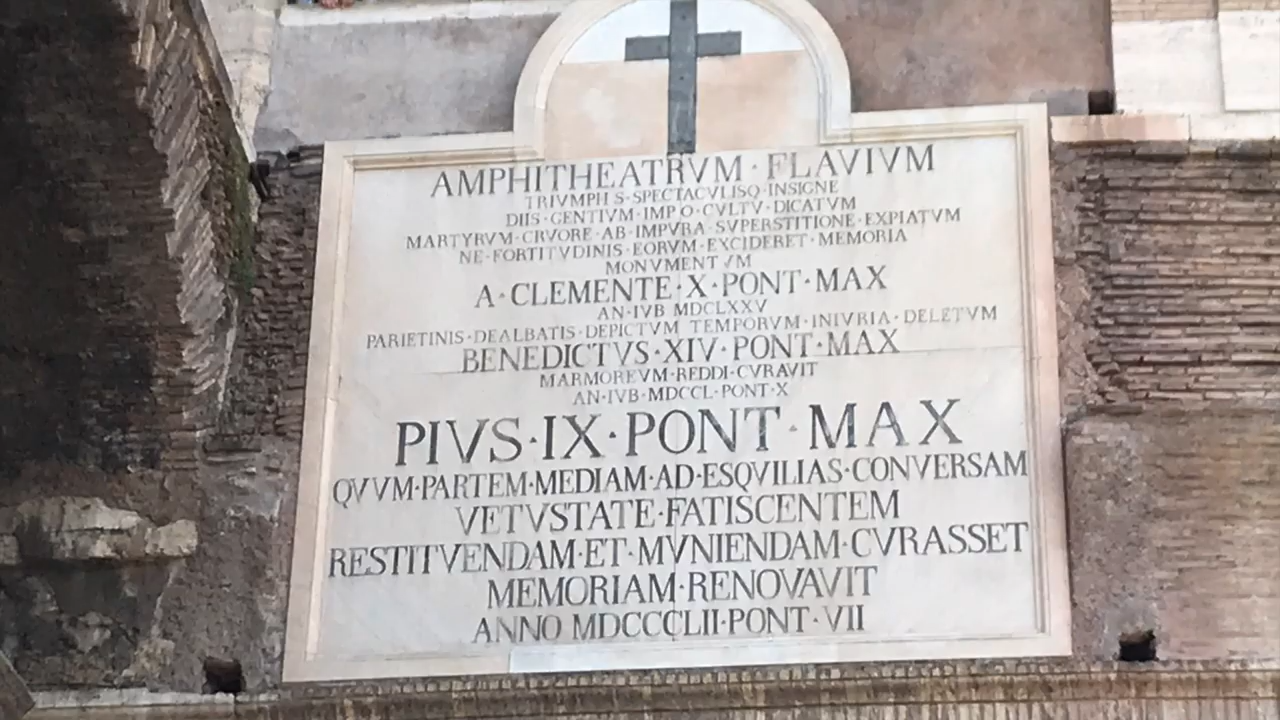 AMPHITHEATRVM · FLAVIVM
TRIVMPHIS · SPECTACVLISQ · INSIGNE
DIIS · GENTIVM · IMPIO · CVLTV · DICATVM
MARTYRVM · CRVORE · AB · IMPVRA · SVPERSTITIONE · EXPIATVM
NE · FORTITVDINIS · EORVM · EXCIDERET · MEMORIA
MONVMENTVM
A · CLEMENTE · X · PONT · MAX
AN · IVB · MDCLXXV
PARIETINIS · DEALBATIS · DEPICTVM TEMPORVM · INIVRIA · DELETVM
BENEDICTVS · XIV · PONT · MAX
MARMOREVM · REDDI · CVRAVIT
AN · IVB · MDCCL · PONT · X
PIVS · IX · PONT · MAX
QVVM · PARTEM · MEDIAM · AD · ESQVILIAS · CONVERSAM
VETVSTATE · FATISCENTEM
RESTITVENDAM · ET · MVNIENDAM · CVRASSET
MEMORIAM · RENOVAVIT
ANNO MDCCCLII · PONT · VII